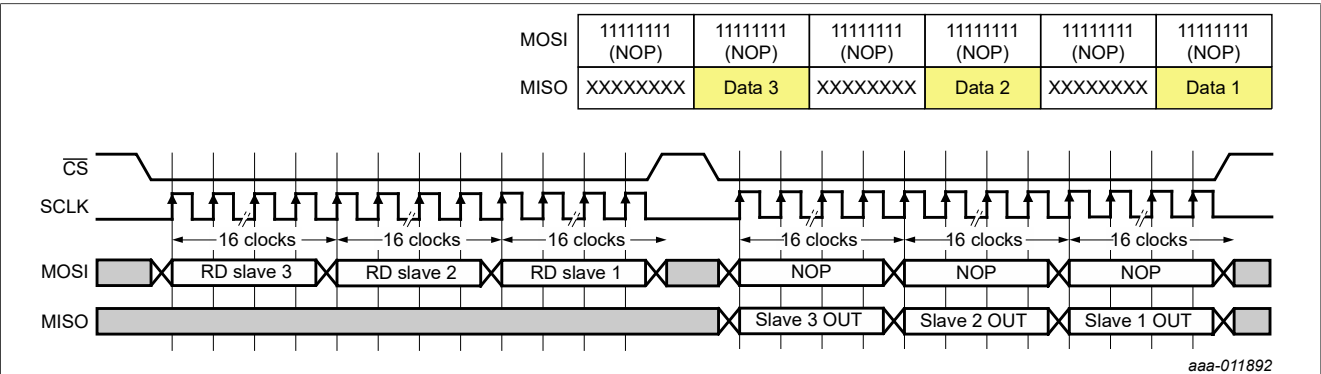 MOSI 11111111 (NOP) 11111111 (NOP) 11111111 (NOP) 11111111 (NOP) 11111111 (NOP) 11111111 (NOP)
MISO XXXXXXXX Data 3 XXXXXXXX Data 2 XXXXXXXX Data 1
CS
SCLK
16 clocks 16 clocks 16 clocks 16 clocks 16 clocks 16 clocks
MOSI RD slave 3 RD slave 2 RD slave 1 NOP NOP NOP
MISO Slave 3 OUT Slave 2 OUT Slave 1 OUT
aaa-011892